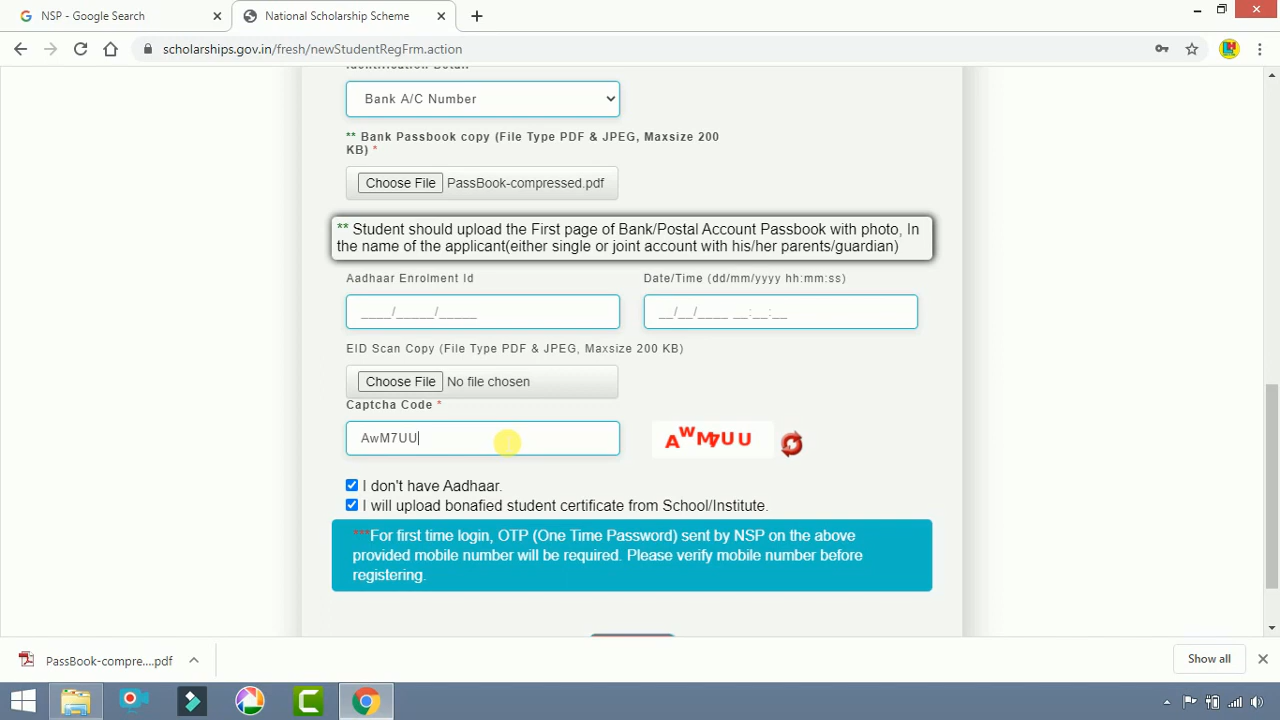 NSP - Google Search
National Scholarship Scheme
scholarships.gov.in/fresh/newStudentRegFrm.action
Identification Detail
Bank A/C Number
** Bank Passbook copy (File Type PDF & JPEG, Maxsize 200
KB) *
Choose File PassBook-compressed.pdf
** Student should upload the First page of Bank/Postal Account Passbook with photo, In
the name of the applicant(either single or joint account with his/her parents/guardian)
Aadhaar Enrolment Id
Date/Time (dd/mm/yyyy hh:mm:ss)
____/_____/_____
__/__/____ __:__:__
EID Scan Copy (File Type PDF & JPEG, Maxsize 200 KB)
Choose File No file chosen
Captcha Code *
AwM7UU
AWM7UU
I don't have Aadhaar.
I will upload bonafied student certificate from School/Institute.
***For first time login, OTP (One Time Password) sent by NSP on the above
provided mobile number will be required. Please verify mobile number before
registering.
PassBook-compre....pdf
Show all